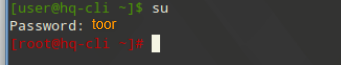 [user@hq-cli ~]$ su
Password: toor
[root@hq-cli ~]#